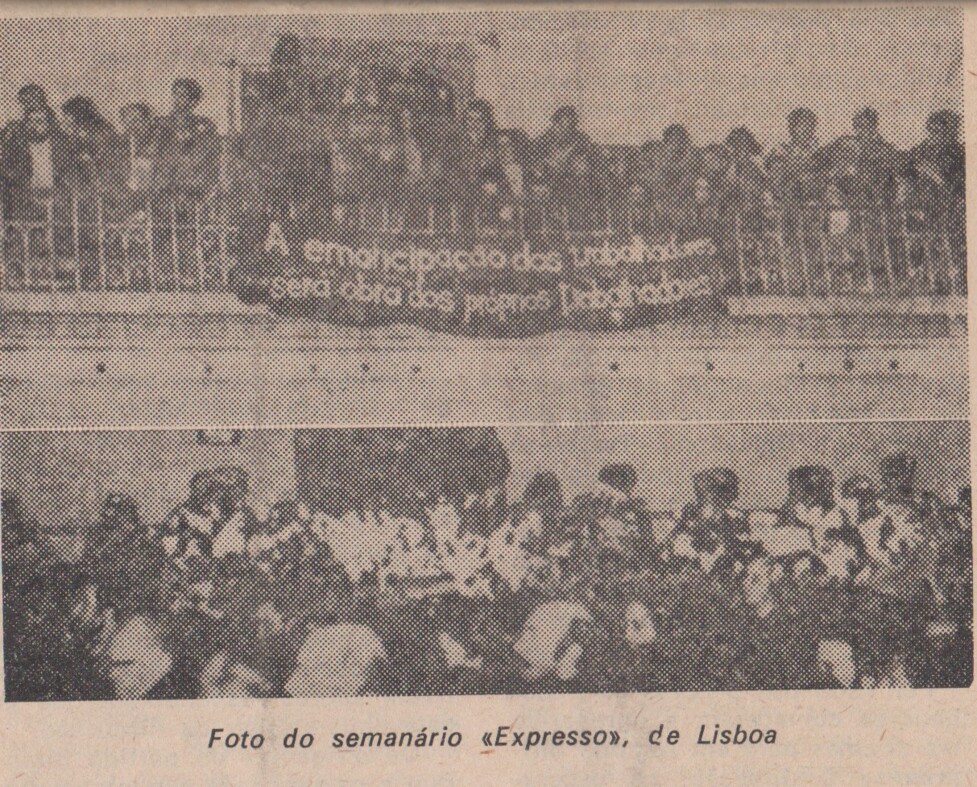 A emancipação dos trabalhadores
será obra dos próprios trabalhadores
Foto do semanário «Expresso», de Lisboa